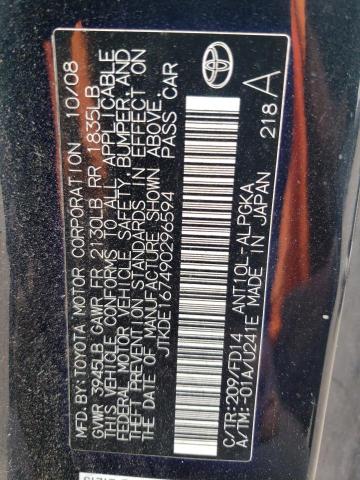 MFD. BY: TOYOTA MOTOR CORPORATION 10/08
GVWR 3945LB GAWR FR 2130LB RR 1835LB
THIS VEHICLE CONFORMS TO ALL APPLICABLE
FEDERAL MOTOR VEHICLE SAFETY, BUMPER, AND
THEFT PREVENTION STANDARDS IN EFFECT ON
THE DATE OF MANUFACTURE SHOWN ABOVE.
JTKDE167490296594 PASS CAR
C/TR:209/FD14 ANT10L-ALPGKA
A/TM:-01A/U241E MADE IN JAPAN
218 A